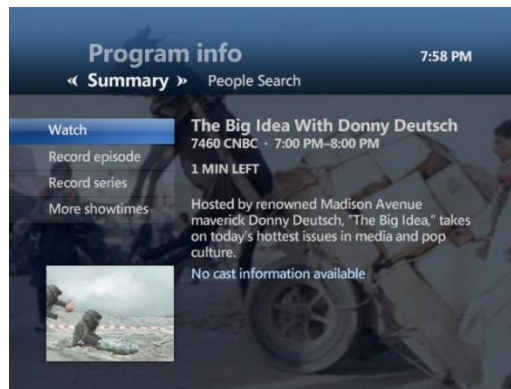 Program info
7:58 PM
« Summary » People Search
Watch
Record episode
Record series
More showtimes
The Big Idea With Donny Deutsch
7460 CNBC · 7:00 PM–8:00 PM
1 MIN LEFT
Hosted by renowned Madison Avenue
maverick Donny Deutsch, "The Big Idea," takes
on today's hottest issues in media and pop
culture.
No cast information available